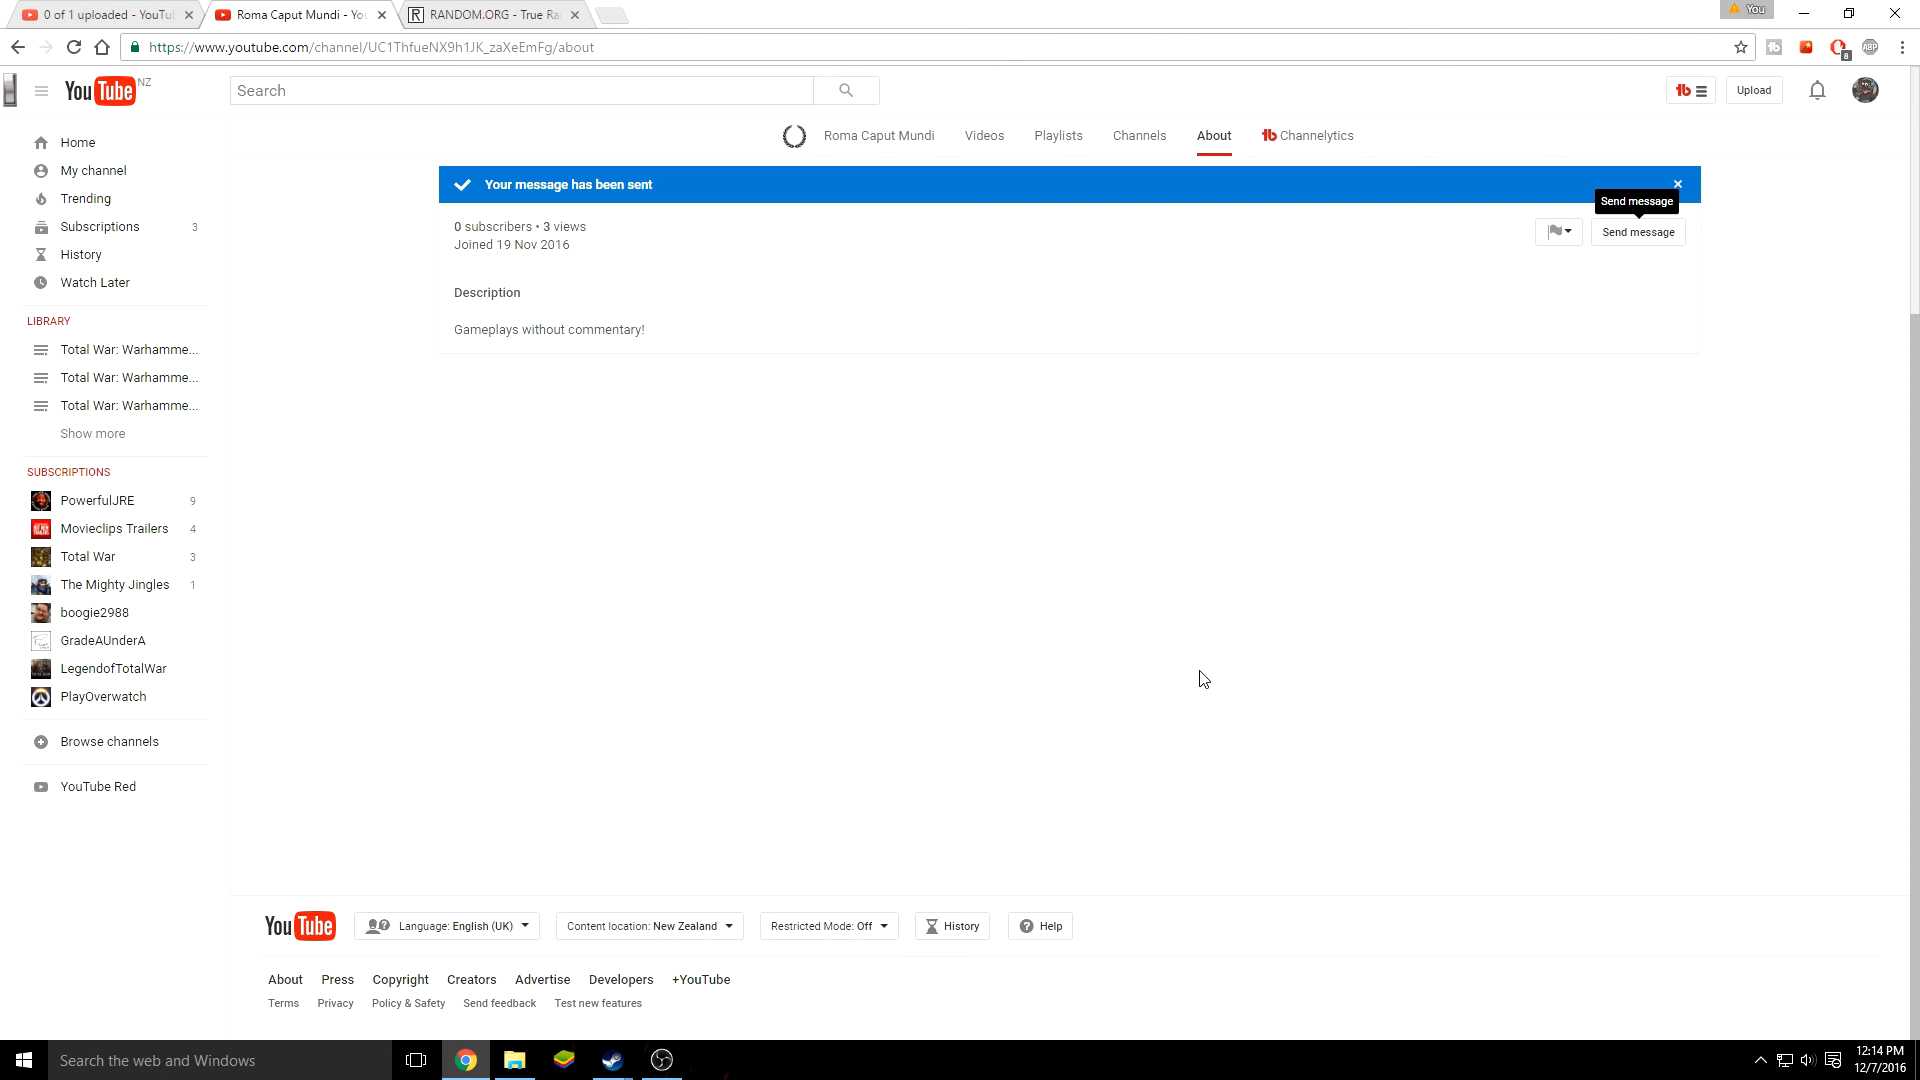 0 of 1 uploaded - YouTu
Roma Caput Mundi - You
RANDOM.ORG - True Ra
You
https://www.youtube.com/channel/UC1ThfueNX9h1JK_zaXeEmFg/about
8
ABP
YouTube NZ
Search
Upload
Home
My channel
Trending
Subscriptions 3
History
Watch Later
LIBRARY
Total War: Warhamme...
Total War: Warhamme...
Total War: Warhamme...
Show more
SUBSCRIPTIONS
PowerfulJRE 9
Movieclips Trailers 4
Total War 3
The Mighty Jingles 1
boogie2988
GradeAUnderA
LegendofTotalWar
PlayOverwatch
Browse channels
YouTube Red
Roma Caput Mundi Videos Playlists Channels About Channelytics
Your message has been sent
Send message
0 subscribers • 3 views
Joined 19 Nov 2016
Send message
Description
Gameplays without commentary!
YouTube Language: English (UK) Content location: New Zealand Restricted Mode: Off History Help
About Press Copyright Creators Advertise Developers +YouTube
Terms Privacy Policy & Safety Send feedback Test new features
Search the web and Windows
12:14 PM
12/7/2016